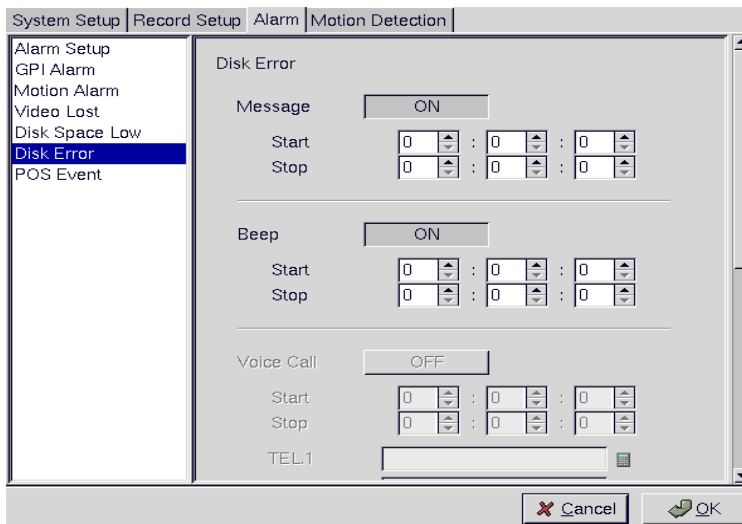 System Setup Record Setup Alarm Motion Detection
Alarm Setup
GPI Alarm
Motion Alarm
Video Lost
Disk Space Low
Disk Error
POS Event
Disk Error
Message ON
Start 0 : 0 : 0
Stop 0 : 0 : 0
Beep ON
Start 0 : 0 : 0
Stop 0 : 0 : 0
Voice Call OFF
Start 0 : 0 : 0
Stop 0 : 0 : 0
TEL.1
Cancel OK